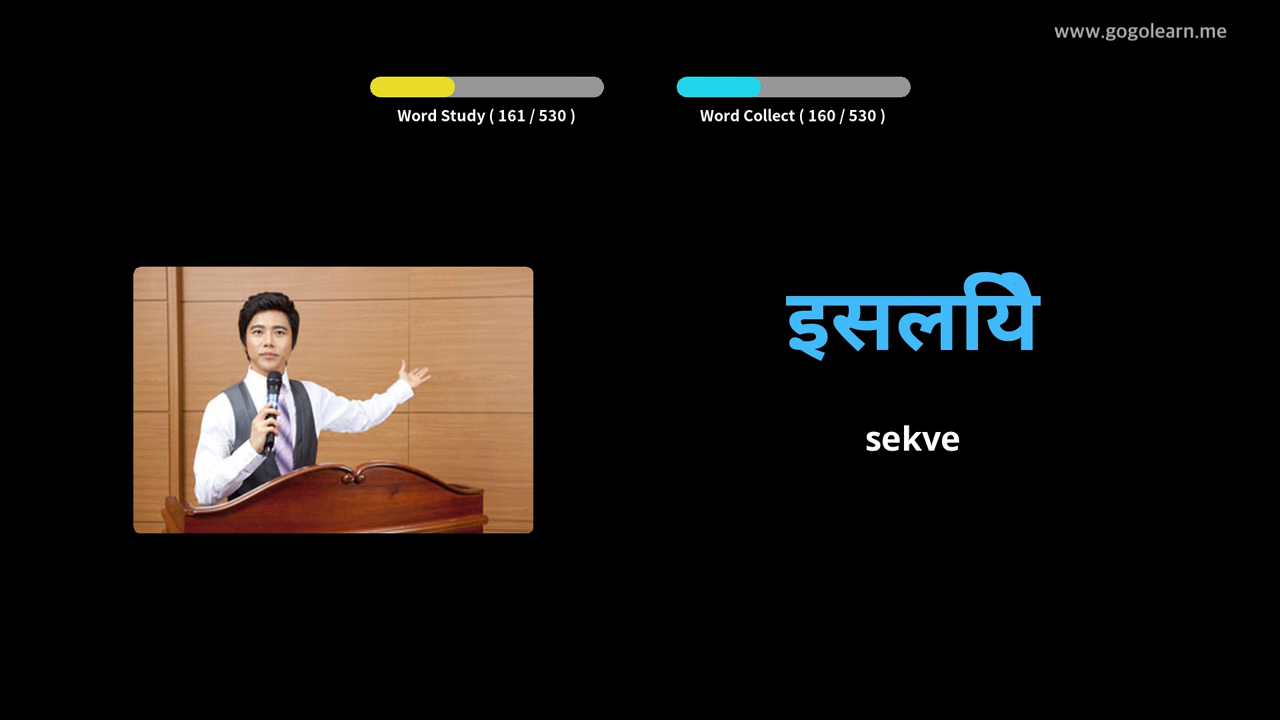 www.gogolearn.me
Word Study ( 161 / 530 )
Word Collect ( 160 / 530 )
इसलयिे
sekve